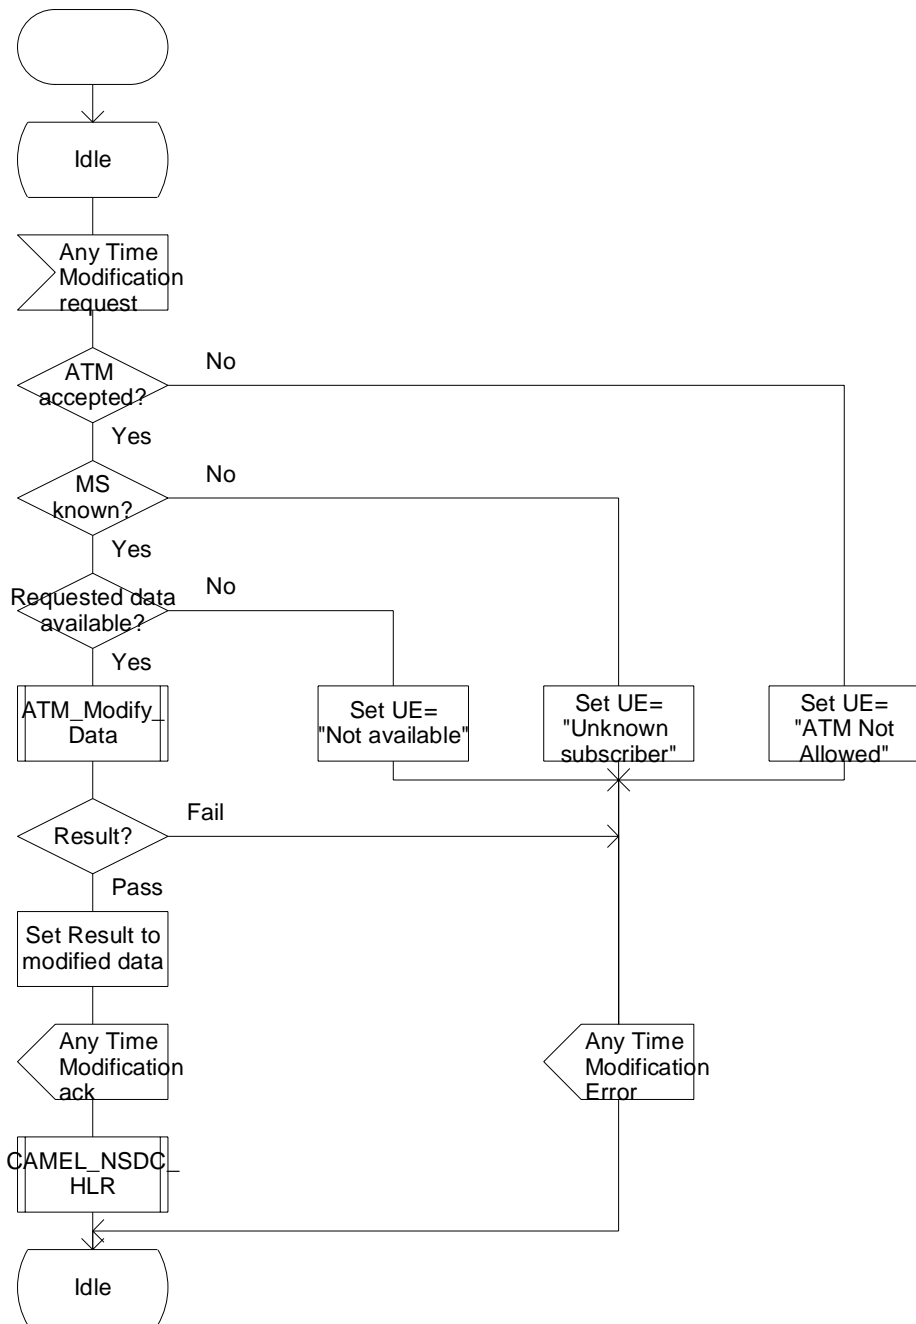 Idle
Any Time
Modification
request
ATM
accepted?
No
Yes
MS
known?
No
Yes
Requested data
available?
No
Yes
ATM_Modify_
Data
Set UE=
"Not available"
Set UE=
"Unknown
subscriber"
Set UE=
"ATM Not
Allowed"
Result?
Fail
Pass
Set Result to
modified data
Any Time
Modification
ack
Any Time
Modification
Error
CAMEL_NSDC_
HLR
Idle